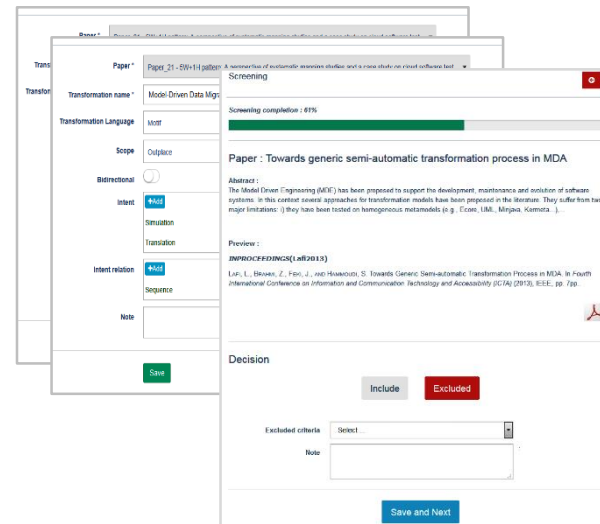 Paper *
Trans
Transfor
Paper *
Paper_21 - 5W+1H pattern: A perspective of systematic mapping studies and a case study on cloud software test
Transformation name *
Model-Driven Data Migra
Transformation Language
Motif
Scope
Outplace
Bidirectional
Intent
+Add
Simulation
Translation
Intent relation
+Add
Sequence
Note
Save
Screening
Screening completion : 61%
Paper : Towards generic semi-automatic transformation process in MDA
Abstract :
The Model Driven Engineering (MDE) has been proposed to support the development, maintenance and evolution of software
systems. In this context several approaches for transformation models have been proposed in the literature. They suffer from two
major limitations: i) they have been tested on homogeneous metamodels (e.g., Ecore, UML, Minjava, Kermeta...)...
Preview :
INPROCEEDINGS(Lafi2013)
LAFI, L., BRAHMI, Z., FEKI, J., AND HAMMOUDI, S. Towards Generic Semi-automatic Transformation Process in MDA. In Fourth
International Conference on Information and Communication Technology and Accessibility (ICTA) (2013), IEEE, pp. 7pp.
Decision
Include
Excluded
Excluded criteria
Select...
Note
Save and Next